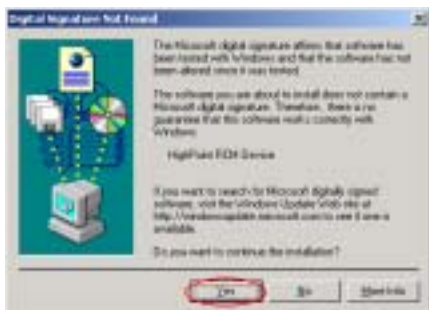 Digital Signature Not Found
The Microsoft digital signature affirms that software has
been tested with Windows and that the software has not
been altered since it was tested.
The software you are about to install does not contain a
Microsoft digital signature. Therefore, there is no
guarantee that this software works correctly with
Windows.
HighPoint RCM Device
If you want to search for Microsoft digitally signed
software, visit the Windows Update Web site at
http://windowsupdate.microsoft.com to see if one is
available.
Do you want to continue the installation?
Yes
No
More Info